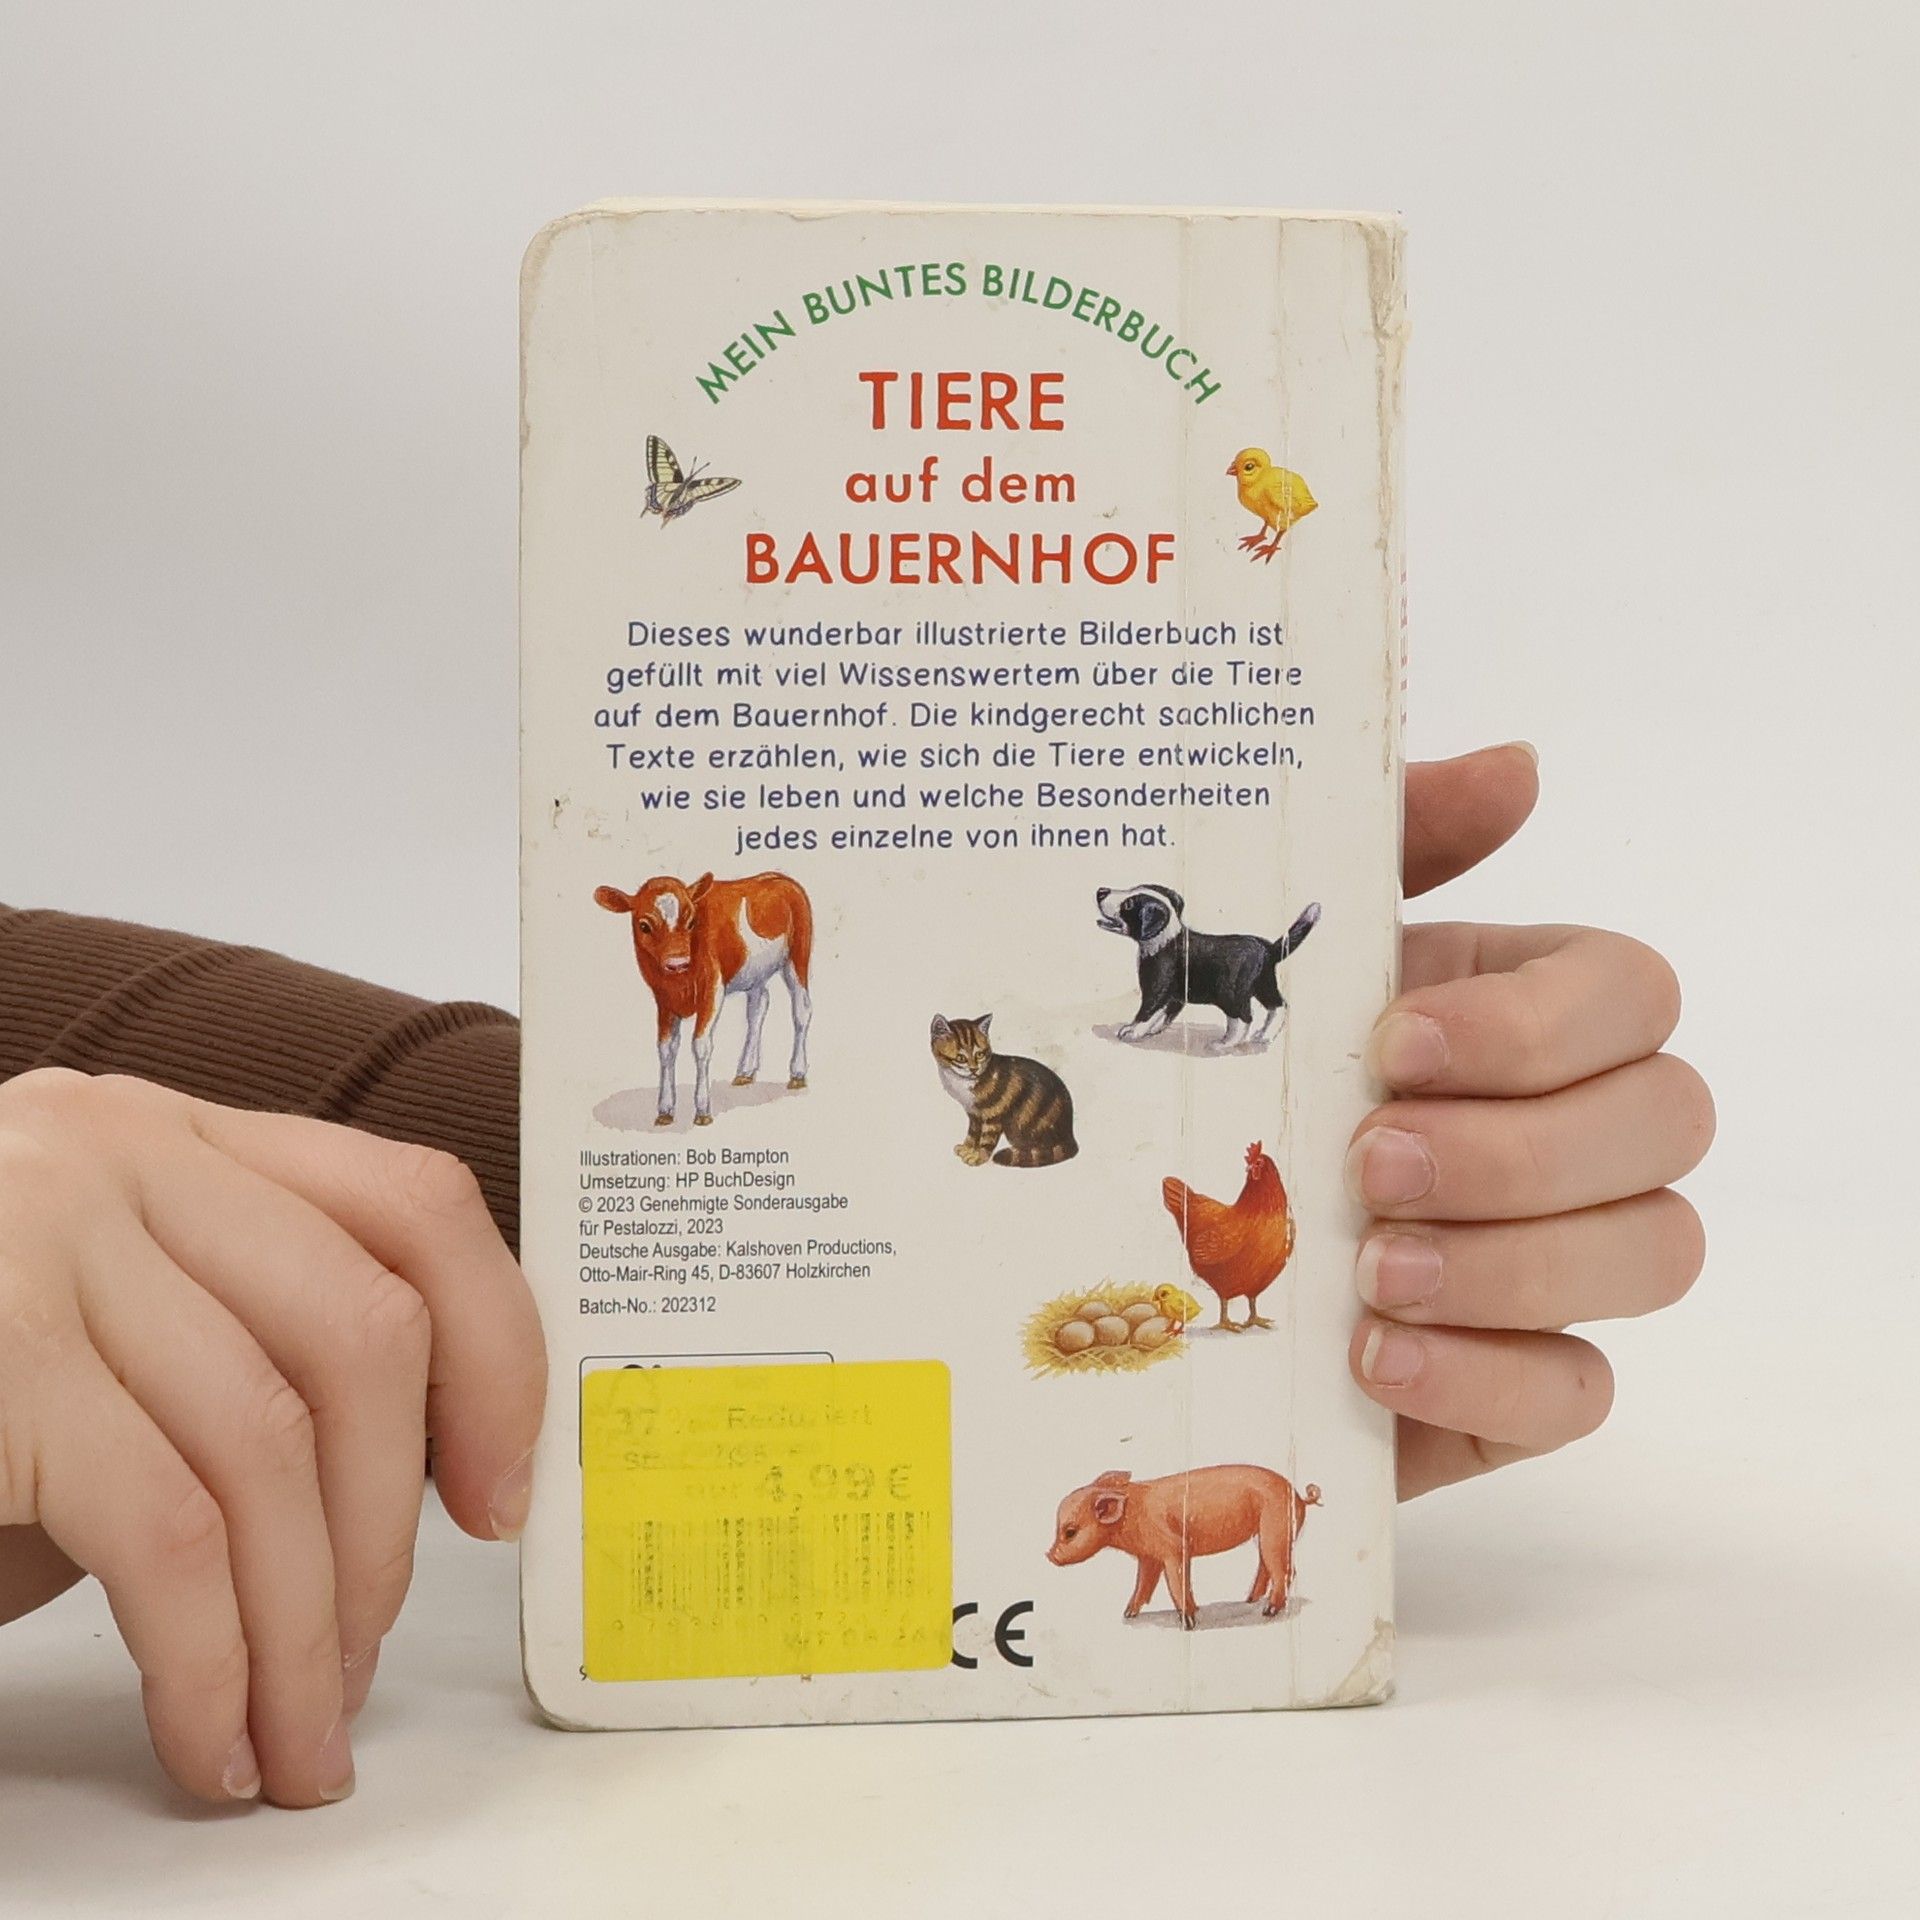 MEIN BUNTES BILDERBUCH
TIERE
auf dem
BAUERNHOF
Dieses wunderbar illustrierte Bilderbuch ist
gefüllt mit viel Wissenswertem über die Tiere
auf dem Bauernhof. Die kindgerecht sachlichen
Texte erzählen, wie sich die Tiere entwickeln,
wie sie leben und welche Besonderheiten
jedes einzelne von ihnen hat.
Illustrationen: Bob Bampton
Umsetzung: HP BuchDesign
© 2023 Genehmigte Sonderausgabe
für Pestalozzi, 2023
Deutsche Ausgabe: Kalshoven Productions,
Otto-Mair-Ring 45, D-83607 Holzkirchen
Batch-No.: 202312
37 % Reduziert
4,99 €
CE